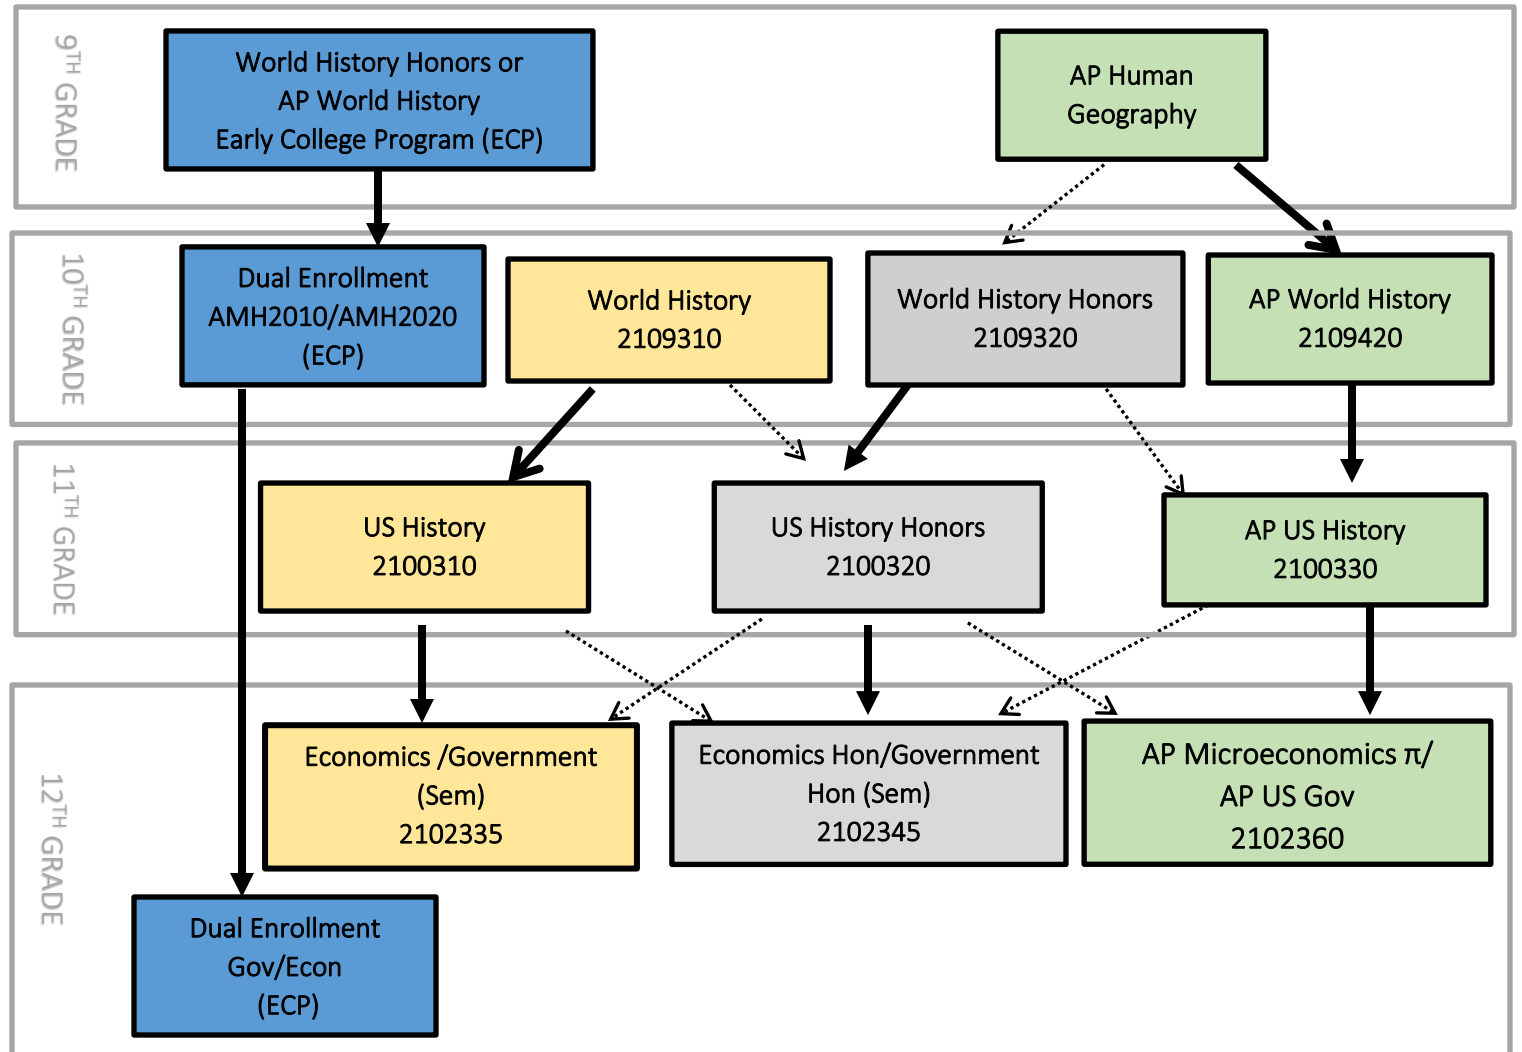 9TH GRADE
World History Honors or
AP World History
Early College Program (ECP)
AP Human
Geography
10TH GRADE
Dual Enrollment
AMH2010/AMH2020
(ECP)
World History
2109310
World History Honors
2109320
AP World History
2109420
11TH GRADE
US History
2100310
US History Honors
2100320
AP US History
2100330
12TH GRADE
Economics /Government
(Sem)
2102335
Economics Hon/Government
Hon (Sem)
2102345
AP Microeconomics π/
AP US Gov
2102360
Dual Enrollment
Gov/Econ
(ECP)